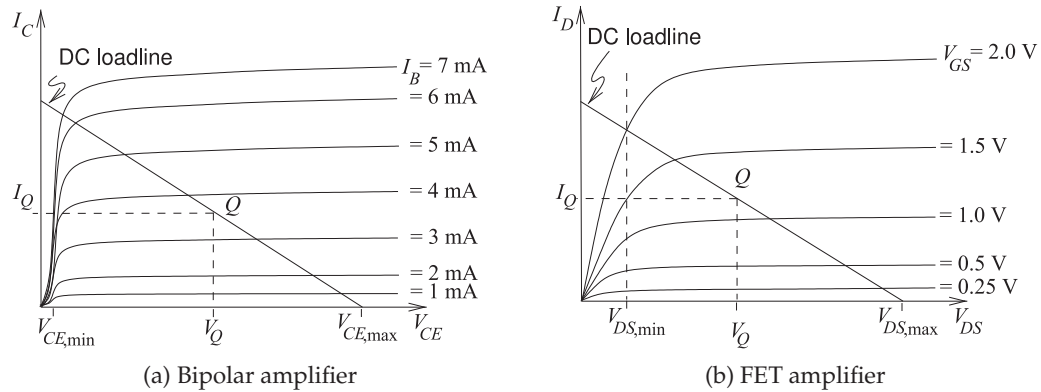 I_C
DC loadline
I_B = 7 mA
= 6 mA
= 5 mA
= 4 mA
= 3 mA
= 2 mA
= 1 mA
I_Q
Q
V_CE,min
V_Q
V_CE,max
V_CE
(a) Bipolar amplifier
I_D
DC loadline
V_GS = 2.0 V
= 1.5 V
= 1.0 V
= 0.5 V
= 0.25 V
I_Q
Q
V_DS,min
V_Q
V_DS,max
V_DS
(b) FET amplifier